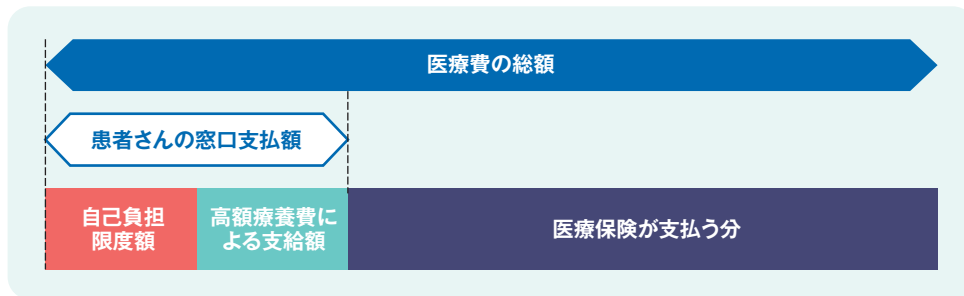 医療費の総額
患者さんの窓口支払額
自己負担
限度額
高額療養費に
よる支給額
医療保険が支払う分